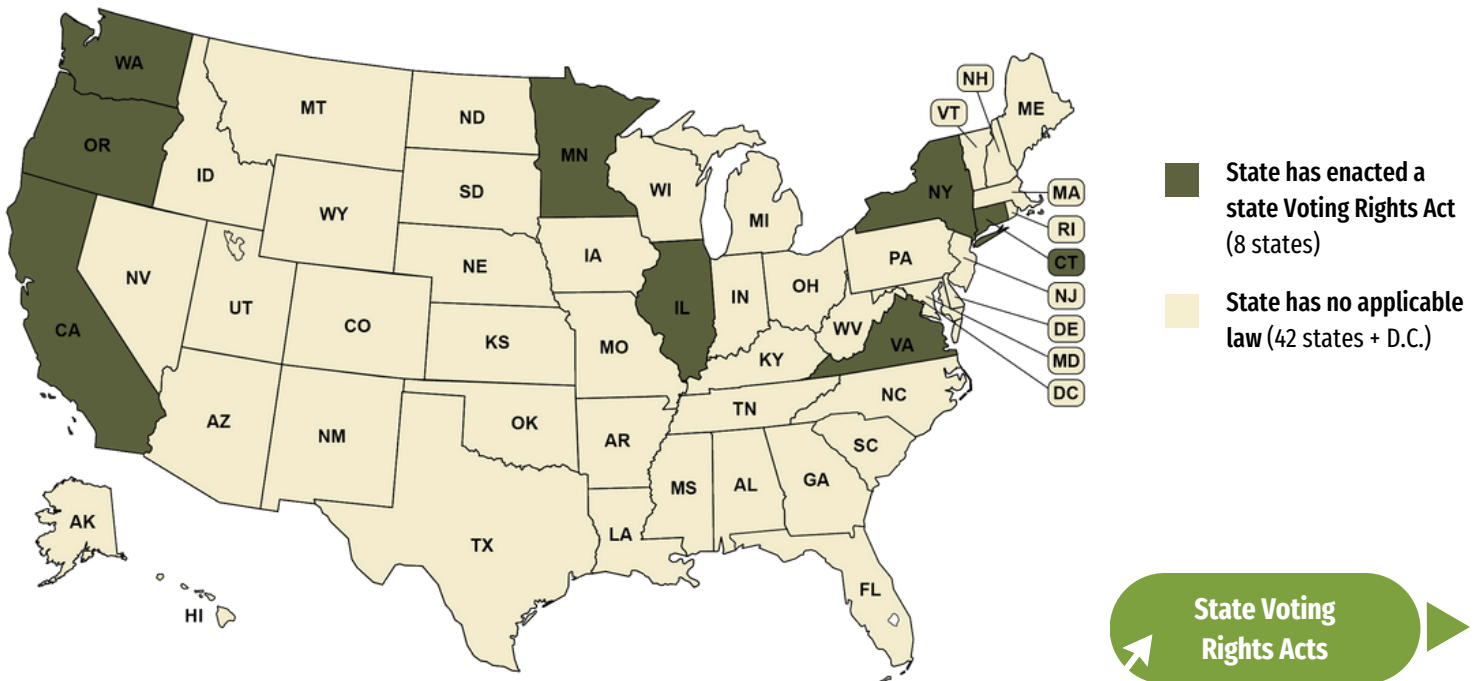 WA
MT
ND
MN
OR
ID
SD
WI
WY
MI
NH
VT
ME
NY
MA
RI
CT
NJ
DE
MD
DC
IA
NE
PA
NV
UT
CO
IL
IN
OH
WV
VA
CA
KS
MO
KY
NC
TN
AZ
NM
OK
AR
SC
MS
AL
GA
TX
LA
FL
AK
HI
State has enacted a
state Voting Rights Act
(8 states)
State has no applicable
law (42 states + D.C.)
State Voting
Rights Acts